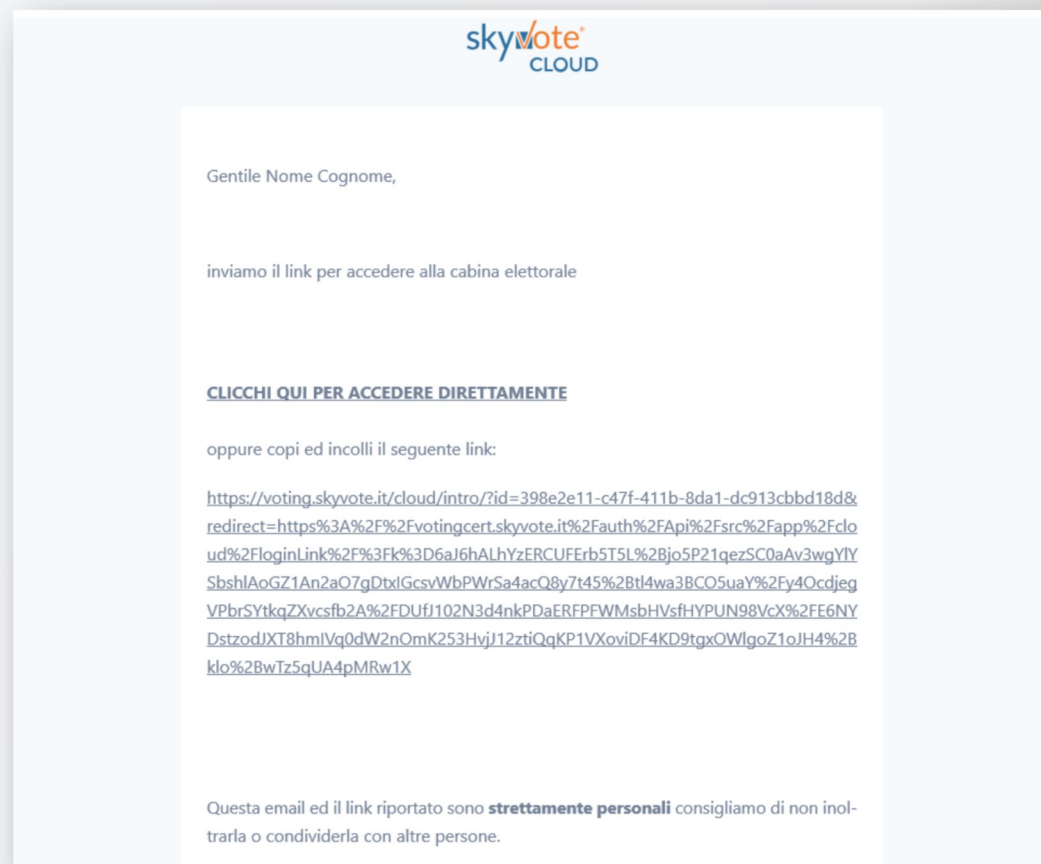 skyvote
CLOUD
Gentile Nome Cognome,
inviamo il link per accedere alla cabina elettorale
CLICCHI QUI PER ACCEDERE DIRETTAMENTE
oppure copi ed incolli il seguente link:
https://voting.skyvote.it/cloud/intro/?id=398e2e11-c47f-411b-8da1-dc913cbbd18d&
redirect=https%3A%2F%2Fvotingcert.skyvote.it%2Fauth%2FApi%2Fsrc%2Fapp%2Fclo
ud%2FloginLink%2F%3Fk%3D6aJ6hALhYzERCUFErb5T5L%2Bjo5P21qezSC0aAv3wgYlY
SbshlAoGZ1An2aO7gDtxIGcsvWbPWrSa4acQ8y7t45%2Btl4wa3BCO5uaY%2Fy4Ocdjeg
VPbrSYtkqZXvcsfb2A%2FDUfJ102N3d4nkPDaERFPFWMsbHVsfHYPUN98VcX%2FE6NY
DstzodJXT8hmIVq0dW2nOmK253HvjJ12ztiQqKP1VXoviDF4KD9tgxOWlgoZ1oJH4%2B
klo%2BwTz5qUA4pMRw1X
Questa email ed il link riportato sono strettamente personali consigliamo di non inol-
trarla o condividerla con altre persone.